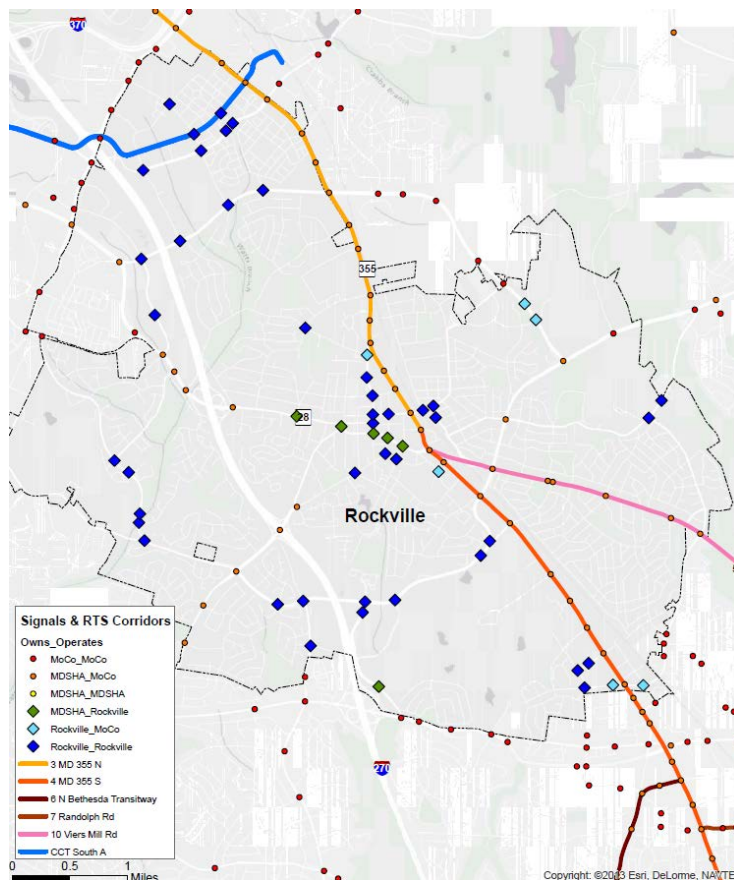 370
Crabbs Branch
355
28
Rockville
Signals & RTS Corridors
Owns_Operates
MoCo_MoCo
MDSHA_MoCo
MDSHA_MDSHA
MDSHA_Rockville
Rockville_MoCo
Rockville_Rockville
3 MD 355 N
4 MD 355 S
6 N Bethesda Transitway
7 Randolph Rd
10 Viers Mill Rd
CCT South A
270
0 0.5 1
Miles
Copyright: ©2013 Esri, DeLorme, NAVTE